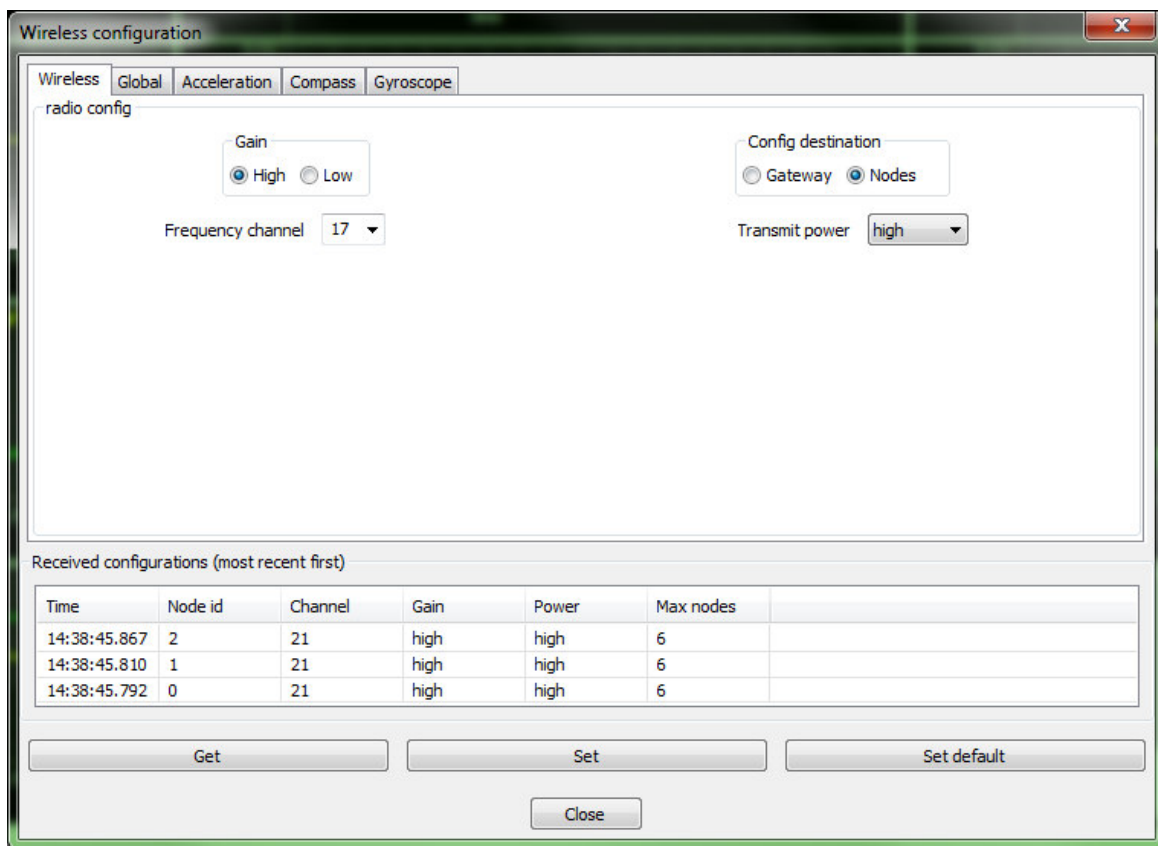 Wireless configuration
X
Wireless Global Acceleration Compass Gyroscope
radio config
Gain
High Low
Config destination
Gateway Nodes
Frequency channel 17
Transmit power high
Received configurations (most recent first)
Time Node id Channel Gain Power Max nodes
14:38:45.867 2 21 high high 6
14:38:45.810 1 21 high high 6
14:38:45.792 0 21 high high 6
Get Set Set default
Close